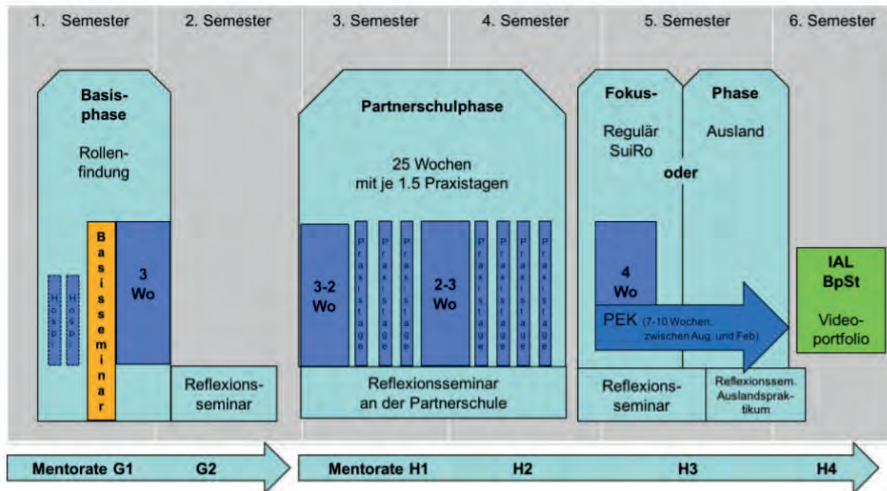 1. Semester
2. Semester
3. Semester
4. Semester
5. Semester
6. Semester
Basis-
phase
Rollen-
findung
Hospi
Hospi
Basisseminar
3
Wo
Reflexions-
seminar
Partnerschulphase
25 Wochen
mit je 1.5 Praxistagen
3-2
Wo
Praxistage
Praxistage
Praxistage
2-3
Wo
Praxistage
Praxistage
Praxistage
Praxistage
Reflexionsseminar
an der Partnerschule
Fokus-
Phase
Regulär
SuiRo
Ausland
oder
4
Wo
PEK (7-10 Wochen.
zwischen Aug. und Feb)
Reflexions-
seminar
Reflexionssem.
Auslandsprak-
tikum
IAL
BpSt
Video-
portfolio
Mentorate G1
G2
Mentorate H1
H2
H3
H4